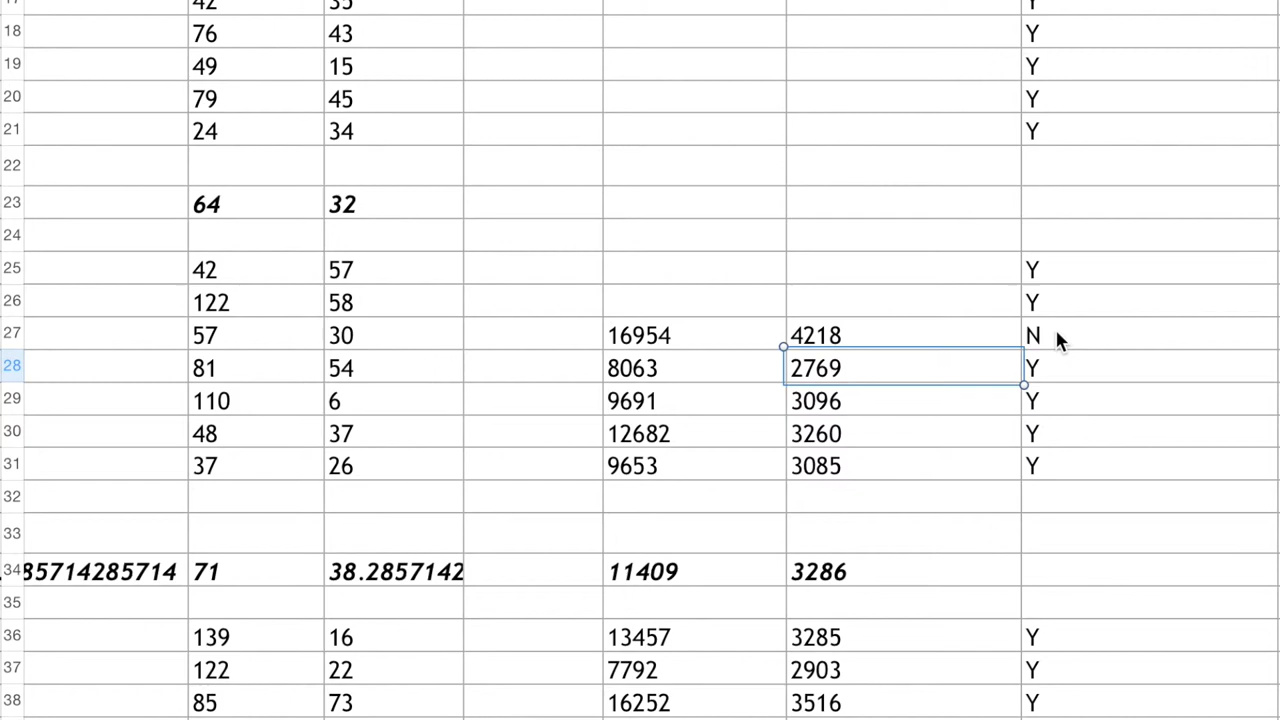 17 42 35 Y
18 76 43 Y
19 49 15 Y
20 79 45 Y
21 24 34 Y
22
23 64 32
24
25 42 57 Y
26 122 58 Y
27 57 30 16954 4218 N
28 81 54 8063 2769 Y
29 110 6 9691 3096 Y
30 48 37 12682 3260 Y
31 37 26 9653 3085 Y
32
33
34 85714285714 71 38.2857142 11409 3286
35
36 139 16 13457 3285 Y
37 122 22 7792 2903 Y
38 85 73 16252 3516 Y